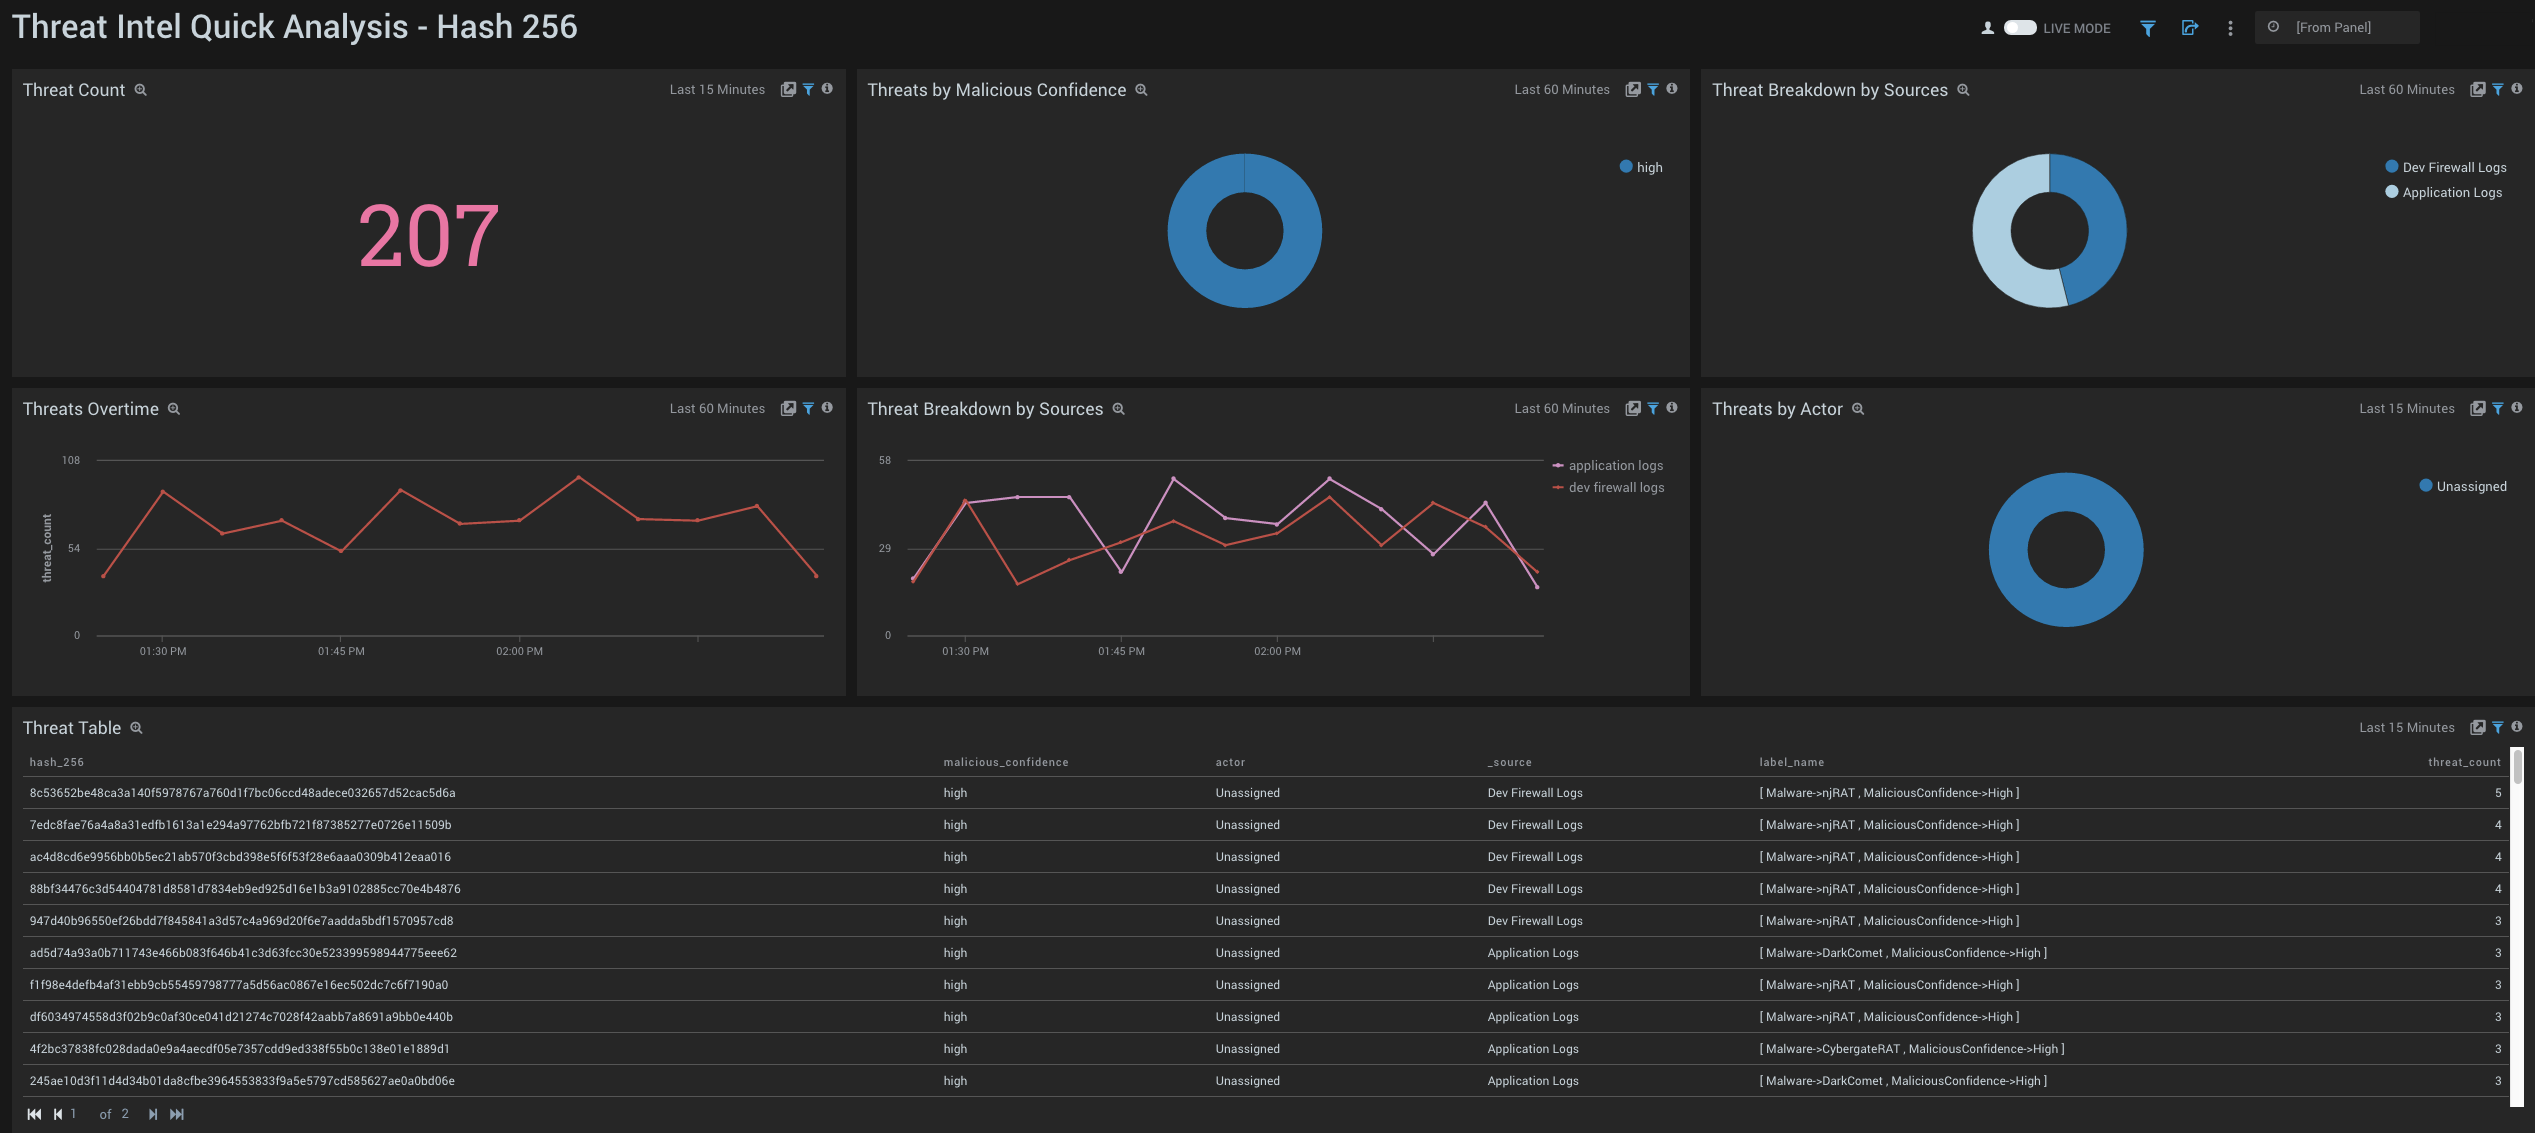 Threat Intel Quick Analysis - Hash 256
LIVE MODE
[From Panel]
Threat Count
Last 15 Minutes
207
Threats by Malicious Confidence
Last 60 Minutes
high
Threat Breakdown by Sources
Last 60 Minutes
Dev Firewall Logs
Application Logs
Threats Overtime
Last 60 Minutes
threat_count
108
54
0
01:30 PM 01:45 PM 02:00 PM
Threat Breakdown by Sources
Last 60 Minutes
58
29
0
01:30 PM 01:45 PM 02:00 PM
application logs
dev firewall logs
Threats by Actor
Last 15 Minutes
Unassigned
Threat Table
Last 15 Minutes
hash_256 malicious_confidence actor _source label_name threat_count
8c53652be48ca3a140f5978767a760d1f7bc06ccd48adece032657d52cac5d6a high Unassigned Dev Firewall Logs [ Malware->njRAT , MaliciousConfidence->High ] 5
7edc8fae76a4a8a31edfb1613a1e294a97762bfb721f87385277e0726e11509b high Unassigned Dev Firewall Logs [ Malware->njRAT , MaliciousConfidence->High ] 4
ac4d8cd6e9956bb0b5ec21ab570f3cbd398e5f6f53f28e6aaa0309b412eaa016 high Unassigned Dev Firewall Logs [ Malware->njRAT , MaliciousConfidence->High ] 4
88bf34476c3d54404781d8581d7834eb9ed925d16e1b3a9102885cc70e4b4876 high Unassigned Dev Firewall Logs [ Malware->njRAT , MaliciousConfidence->High ] 4
947d40b96550ef26bdd7f845841a3d57c4a969d20f6e7aadda5bdf1570957cd8 high Unassigned Dev Firewall Logs [ Malware->njRAT , MaliciousConfidence->High ] 3
ad5d74a93a0b711743e466b083f646b41c3d63fcc30e523399598944775eee62 high Unassigned Application Logs [ Malware->DarkComet , MaliciousConfidence->High ] 3
f1f98e4defb4af31ebb9cb55459798777a5d56ac0867e16ec502dc7c6f7190a0 high Unassigned Application Logs [ Malware->njRAT , MaliciousConfidence->High ] 3
df6034974558d3f02b9c0af30ce041d21274c7028f42aabb7a8691a9bb0e440b high Unassigned Application Logs [ Malware->njRAT , MaliciousConfidence->High ] 3
4f2bc37838fc028dada0e9a4aecdf05e7357cdd9ed338f55b0c138e01e1889d1 high Unassigned Application Logs [ Malware->CybergateRAT , MaliciousConfidence->High ] 3
245ae10d3f11d4d34b01da8cfbe3964553833f9a5e5797cd585627ae0a0bd06e high Unassigned Application Logs [ Malware->DarkComet , MaliciousConfidence->High ] 3
1 of 2